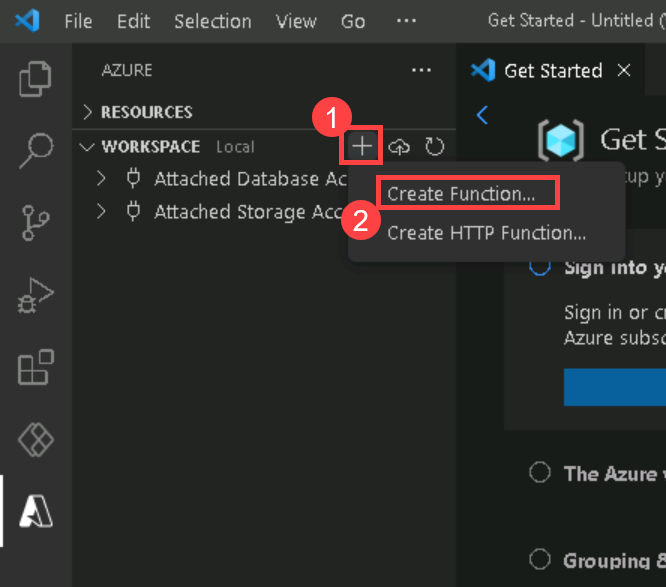 File Edit Selection View Go ··· Get Started - Untitled (
AZURE ···
Get Started
RESOURCES
1
WORKSPACE Local
Get S
Attached Database Ac
Create Function...
tup y
Attached Storage Acc
2
Create HTTP Function...
Sign into y
Sign in or c
Azure subsc
The Azure
Grouping &